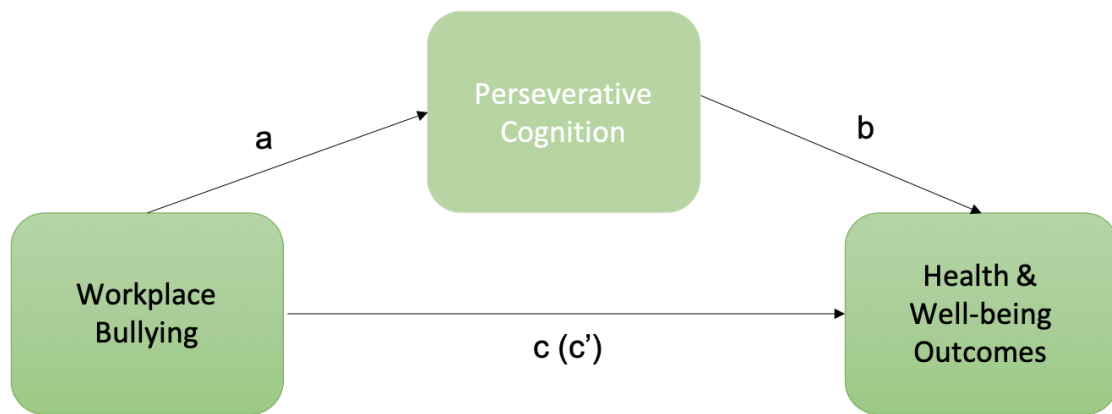 Perseverative
Cognition
a
b
Workplace
Bullying
Health &
Well-being
Outcomes
c (c’)